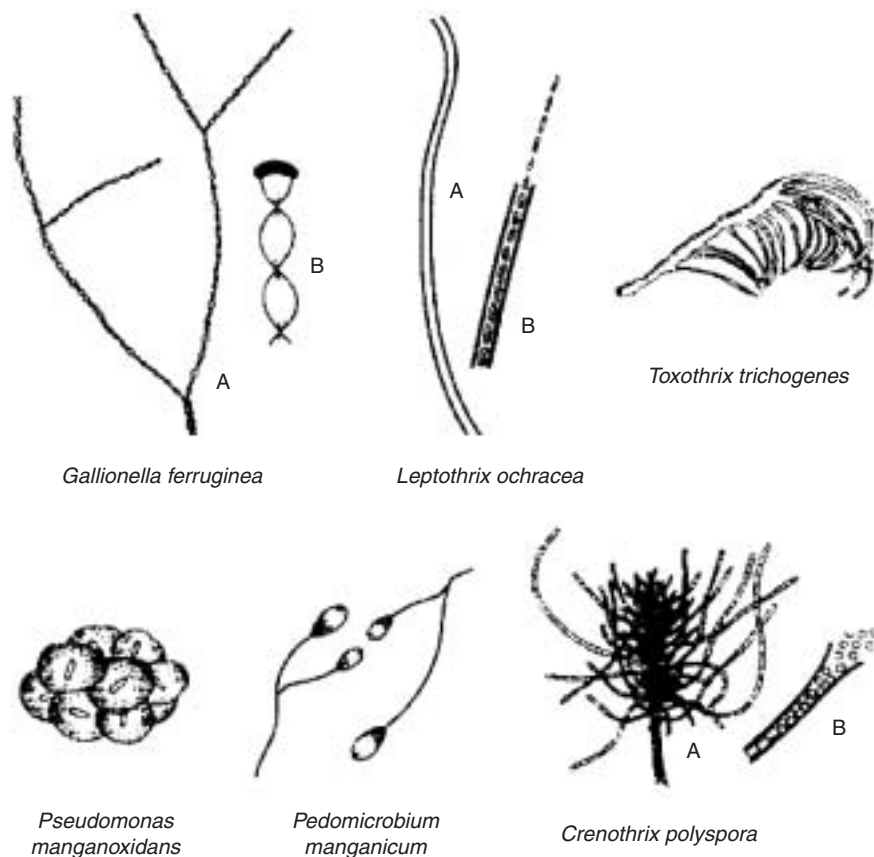 A
B
A
B
Toxothrix trichogenes
Gallionella ferruginea
Leptothrix ochracea
A
B
Pseudomonas
manganoxidans
Pedomicrobium
manganicum
Crenothrix polyspora